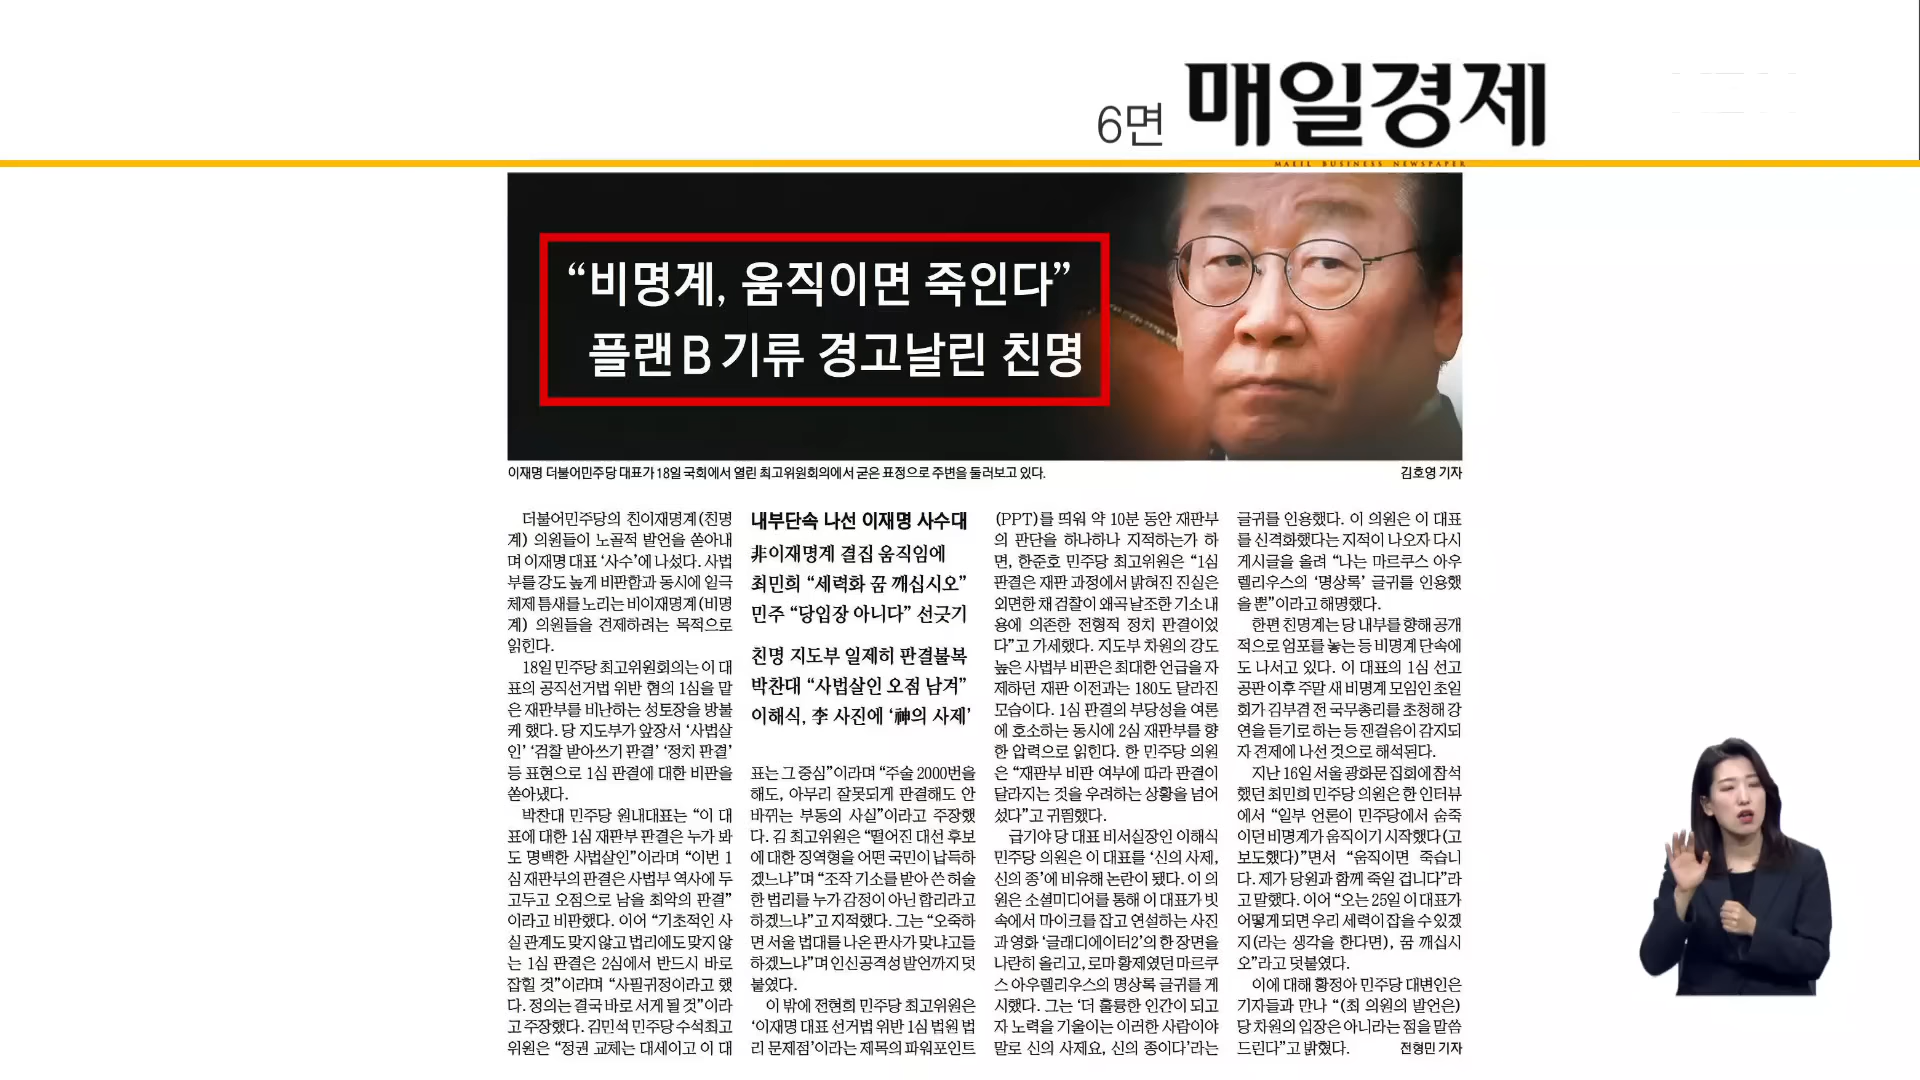 6면 매일경제
MAEIL BUSINESS NEWSPAPER
“비명계, 움직이면 죽인다”
플랜B 기류 경고날린 친명
이재명 더불어민주당 대표가 18일 국회에서 열린 최고위원회의에서 굳은 표정으로 주변을 둘러보고 있다.
김호영 기자
더불어민주당의 친이재명계(친명
계) 의원들이 노골적 발언을 쏟아내
며 이재명 대표 ‘사수’에 나섰다. 사법
부를 강도 높게 비판함과 동시에 일극
체제 틈새를 노리는 비이재명계(비명
계) 의원들을 견제하려는 목적으로
읽힌다.
18일 민주당 최고위원회의는 이 대
표의 공직선거법 위반 혐의 1심을 맡
은 재판부를 비난하는 성토장을 방불
케 했다. 당 지도부가 앞장서 ‘사법살
인’ ‘검찰 받아쓰기 판결’ ‘정치 판결’
등 표현으로 1심 판결에 대한 비판을
쏟아냈다.
박찬대 민주당 원내대표는 “이 대
표에 대한 1심 재판부 판결은 누가 봐
도 명백한 사법살인”이라며 “이번 1
심 재판부의 판결은 사법부 역사에 두
고두고 오점으로 남을 최악의 판결”
이라고 비판했다. 이어 “기초적인 사
실 관계도 맞지 않고 법리에도 맞지 않
는 1심 판결은 2심에서 반드시 바로
잡힐 것”이라며 “사필귀정이라고 했
다. 정의는 결국 바로 서게 될 것”이라
고 주장했다. 김민석 민주당 수석최고
위원은 “정권 교체는 대세이고 이 대
내부단속 나선 이재명 사수대
非이재명계 결집 움직임에
최민희 “세력화 꿈 깨십시오”
민주 “당입장 아니다” 선긋기
친명 지도부 일제히 판결불복
박찬대 “사법살인 오점 남겨”
이해식, 李 사진에 ‘神의 사제’
표는 그 중심”이라며 “주술 2000번을
해도, 아무리 잘못되게 판결해도 안
바뀌는 부동의 사실”이라고 주장했
다. 김 최고위원은 “떨어진 대선 후보
에 대한 징역형을 어떤 국민이 납득하
겠느냐”며 “조작 기소를 받아 쓴 허술
한 법리를 누가 감정이 아닌 합리라고
하겠느냐”고 지적했다. 그는 “오죽하
면 서울 법대를 나온 판사가 맞냐고들
하겠느냐”며 인신공격성 발언까지 덧
붙였다.
이 밖에 전현희 민주당 최고위원은
‘이재명 대표 선거법 위반 1심 법원 법
리 문제점’이라는 제목의 파워포인트
(PPT)를 띄워 약 10분 동안 재판부
의 판단을 하나하나 지적하는가 하
면, 한준호 민주당 최고위원은 “1심
판결은 재판 과정에서 밝혀진 진실은
외면한 채 검찰이 왜곡 날조한 기소 내
용에 의존한 전형적 정치 판결이었
다”고 가세했다. 지도부 차원의 강도
높은 사법부 비판은 최대한 언급을 자
제하던 재판 이전과는 180도 달라진
모습이다. 1심 판결의 부당성을 여론
에 호소하는 동시에 2심 재판부를 향
한 압력으로 읽힌다. 한 민주당 의원
은 “재판부 비판 여부에 따라 판결이
달라지는 것을 우려하는 상황을 넘어
섰다”고 귀띔했다.
급기야 당 대표 비서실장인 이해식
민주당 의원은 이 대표를 ‘신의 사제,
신의 종’에 비유해 논란이 됐다. 이 의
원은 소셜미디어를 통해 이 대표가 빗
속에서 마이크를 잡고 연설하는 사진
과 영화 ‘글래디에이터2’의 한 장면을
나란히 올리고, 로마 황제였던 마르쿠
스 아우렐리우스의 명상록 글귀를 게
시했다. 그는 ‘더 훌륭한 인간이 되고
자 노력을 기울이는 이러한 사람이야
말로 신의 사제요, 신의 종이다’라는
글귀를 인용했다. 이 의원은 이 대표
를 신격화했다는 지적이 나오자 다시
게시글을 올려 “나는 마르쿠스 아우
렐리우스의 ‘명상록’ 글귀를 인용했
을 뿐”이라고 해명했다.
한편 친명계는 당 내부를 향해 공개
적으로 엄포를 놓는 등 비명계 단속에
도 나서고 있다. 이 대표의 1심 선고
공판 이후 주말 새 비명계 모임인 초일
회가 김부겸 전 국무총리를 초청해 강
연을 듣기로 하는 등 잰걸음이 감지되
자 견제에 나선 것으로 해석된다.
지난 16일 서울 광화문 집회에 참석
했던 최민희 민주당 의원은 한 인터뷰
에서 “일부 언론이 민주당에서 숨죽
이던 비명계가 움직이기 시작했다(고
보도했다)”면서 “움직이면 죽습니
다. 제가 당원과 함께 죽일 겁니다”라
고 말했다. 이어 “오는 25일 이 대표가
어떻게 되면 우리 세력이 잡을 수 있겠
지(라는 생각을 한다면), 꿈 깨십시
오”라고 덧붙였다.
이에 대해 황정아 민주당 대변인은
기자들과 만나 “(최 의원의 발언은)
당 차원의 입장은 아니라는 점을 말씀
드린다”고 밝혔다. 전형민 기자